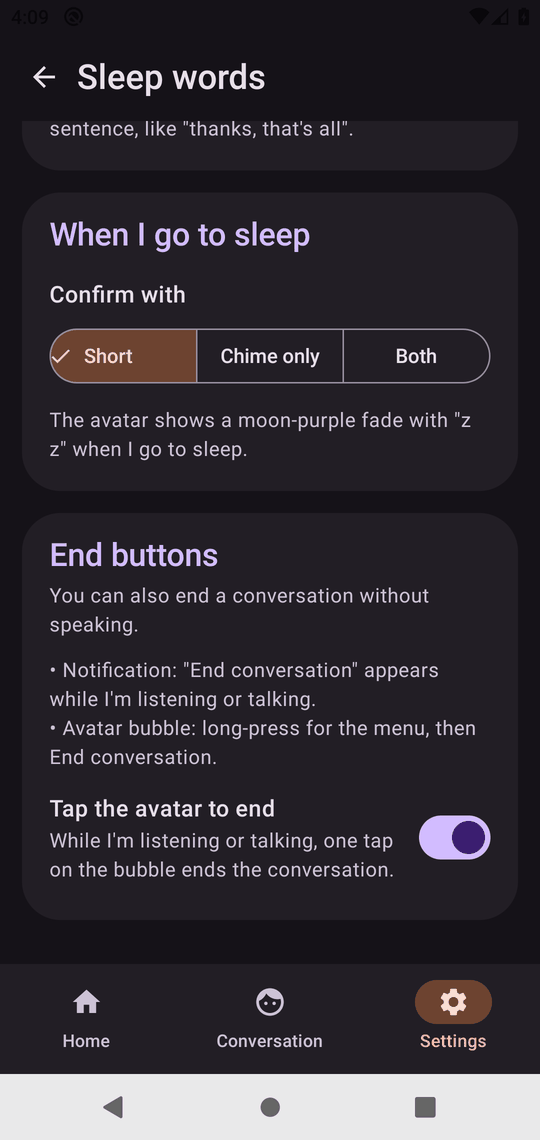 4:09
Sleep words
sentence, like "thanks, that's all".
When I go to sleep
Confirm with
Short
Chime only
Both
The avatar shows a moon-purple fade with "z
z" when I go to sleep.
End buttons
You can also end a conversation without
speaking.
• Notification: "End conversation" appears
while I'm listening or talking.
• Avatar bubble: long-press for the menu, then
End conversation.
Tap the avatar to end
While I'm listening or talking, one tap
on the bubble ends the conversation.
Home
Conversation
Settings